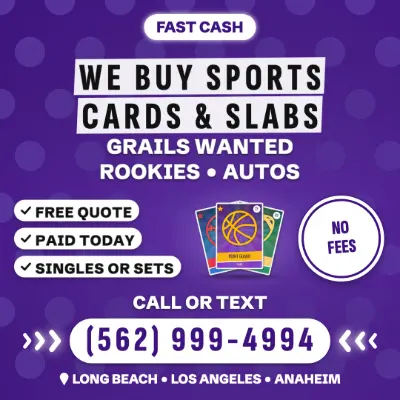 FAST CASH
WE BUY SPORTS
CARDS & SLABS
GRAILS WANTED
ROOKIES • AUTOS
FREE QUOTE
PAID TODAY
SINGLES OR SETS
NO
FEES
CALL OR TEXT
(562) 999-4994
LONG BEACH • LOS ANGELES • ANAHEIM